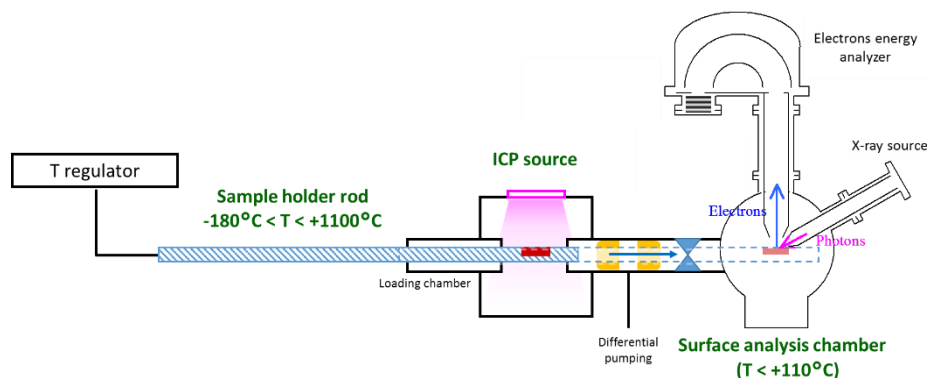 Electrons energy
analyzer
X-ray source
T regulator
ICP source
Sample holder rod
-180°C < T < +1100°C
Electrons
Photons
Loading chamber
Differential
pumping
Surface analysis chamber
(T < +110°C)